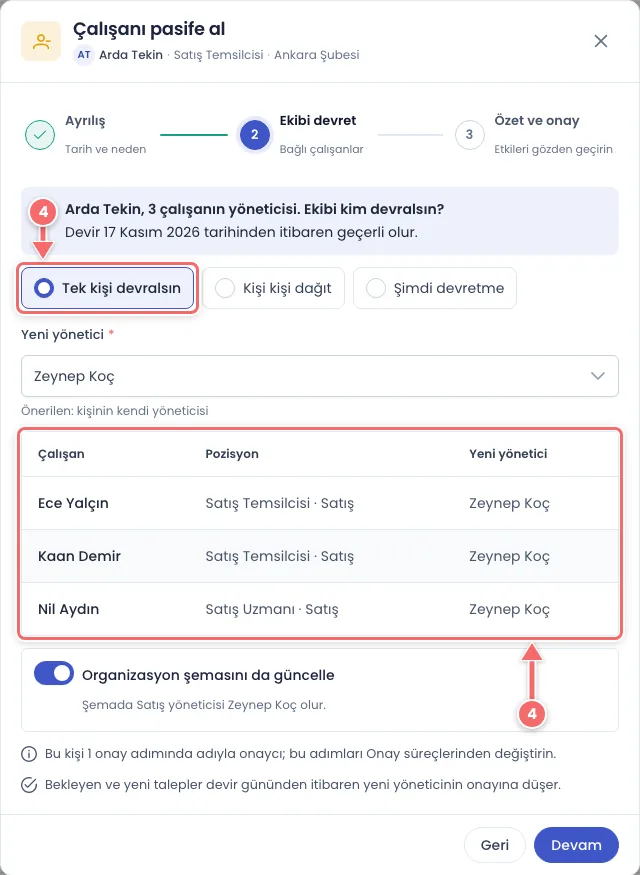 Çalışanı pasife al
AT Arda Tekin · Satış Temsilcisi · Ankara Şubesi
Ayrılış
Tarih ve neden
2
Ekibi devret
Bağlı çalışanlar
3
Özet ve onay
Etkileri gözden geçirin
4
Arda Tekin, 3 çalışanın yöneticisi. Ekibi kim devralsın?
Devir 17 Kasım 2026 tarihinden itibaren geçerli olur.
Tek kişi devralsın
Kişi kişi dağıt
Şimdi devretme
Yeni yönetici *
Zeynep Koç
Önerilen: kişinin kendi yöneticisi
Çalışan Pozisyon Yeni yönetici
Ece Yalçın Satış Temsilcisi · Satış Zeynep Koç
Kaan Demir Satış Temsilcisi · Satış Zeynep Koç
Nil Aydın Satış Uzmanı · Satış Zeynep Koç
Organizasyon şemasını da güncelle
Şemada Satış yöneticisi Zeynep Koç olur.
4
Bu kişi 1 onay adımında adıyla onaycı; bu adımları Onay süreçlerinden değiştirin.
Bekleyen ve yeni talepler devir gününden itibaren yeni yöneticinin onayına düşer.
Geri
Devam